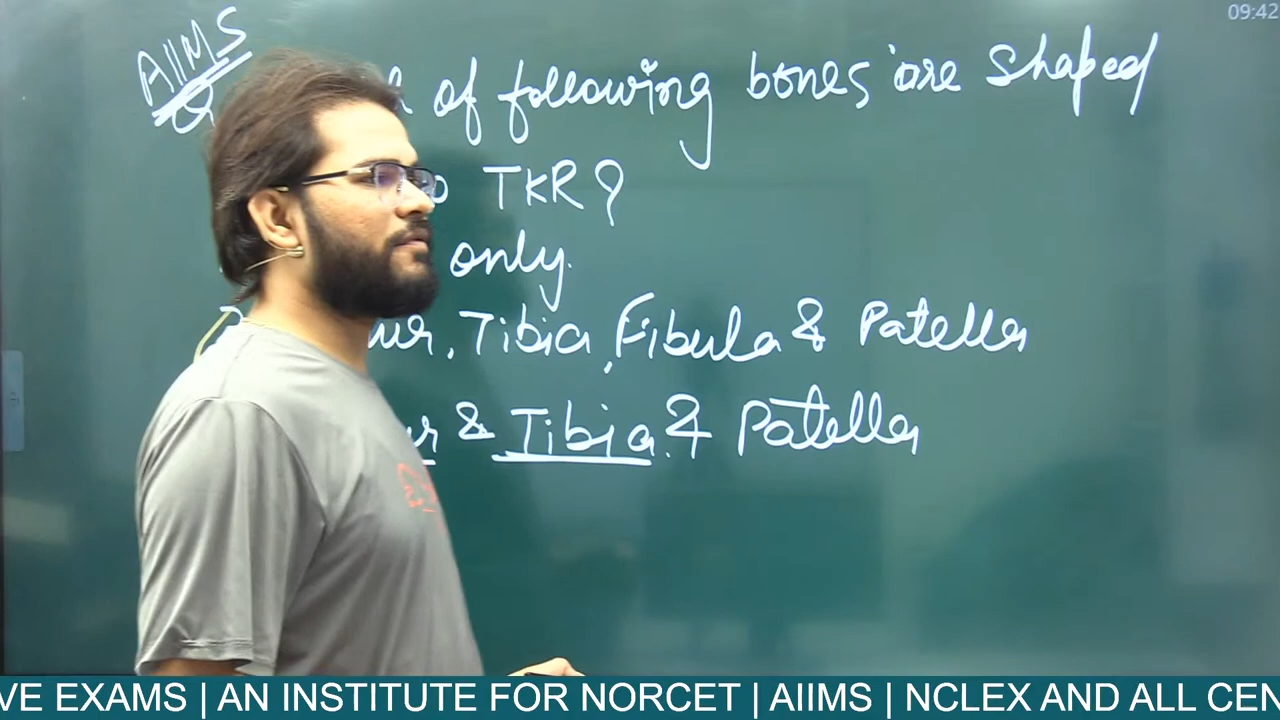 09:42
AIIMS
Q of following bones are shaped
TKR?
only.
Tibia, Fibula & Patella
& Tibia & Patella
VE EXAMS | AN INSTITUTE FOR NORCET | AIIMS | NCLEX AND ALL CEN